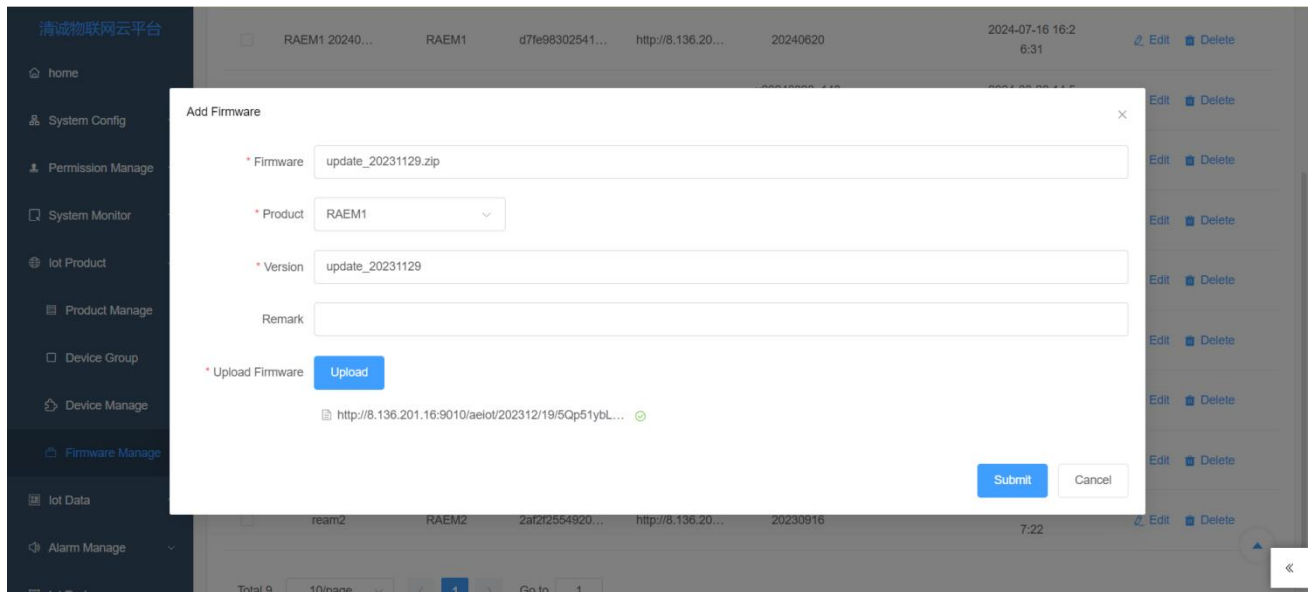 清诚物联网云平台
home
System Config
Permission Manage
System Monitor
Iot Product
Product Manage
Device Group
Device Manage
Firmware Manage
Iot Data
Alarm Manage
RAEM1 20240... RAEM1 d7fe98302541... http://8.136.20... 20240620 2024-07-16 16:2 Edit Delete
6:31
Edit Delete
Add Firmware
* Firmware update_20231129.zip
Edit Delete
* Product RAEM1
Edit Delete
* Version update_20231129
Edit Delete
Remark
Edit Delete
* Upload Firmware Upload
Edit Delete
http://8.136.201.16:9010/aeiot/202312/19/5Qp51ybL...
Edit Delete
Submit Cancel
ream2 RAEM2 2af2f2554920... http://8.136.20... 20230916 Edit Delete
7:22
Total 9 10/page 1 Go to 1